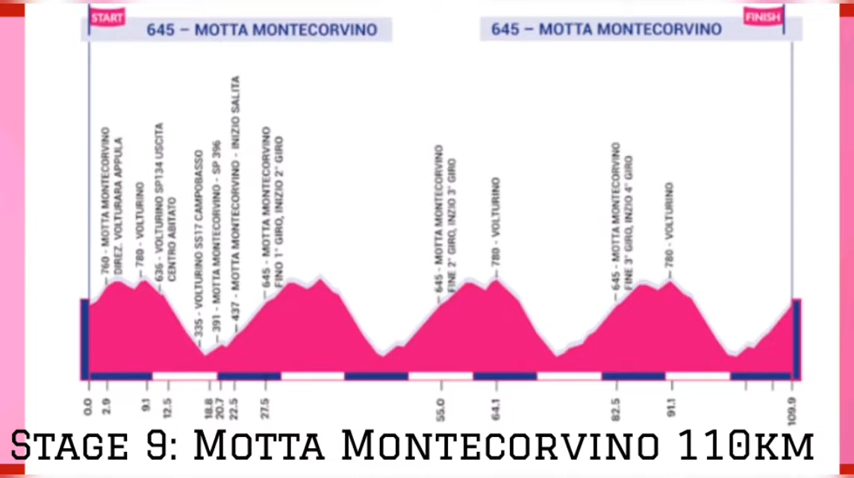 START
645 – MOTTA MONTECORVINO
645 – MOTTA MONTECORVINO
FINISH
760 - MOTTA MONTECORVINO
DIREZ. VOLTURARA APPULA
780 - VOLTURINO
636 - VOLTURINO SP134 USCITA
CENTRO ABITATO
335 - VOLTURINO SS17 CAMPOBASSO
391 - MOTTA MONTECORVINO - SP 396
437 - MOTTA MONTECORVINO - INIZIO SALITA
645 - MOTTA MONTECORVINO
FINO 1° GIRO, INIZIO 2° GIRO
645 - MOTTA MONTECORVINO
FINE 2° GIRO, INZIO 3° GIRO
780 - VOLTURINO
645 - MOTTA MONTECORVINO
FINE 3° GIRO, INZIO 4° GIRO
780 - VOLTURINO
0.0
2.9
9.1
12.5
18.8
20.7
22.5
27.5
55.0
64.1
82.5
91.1
109.9
Stage 9: Motta Montecorvino 110km